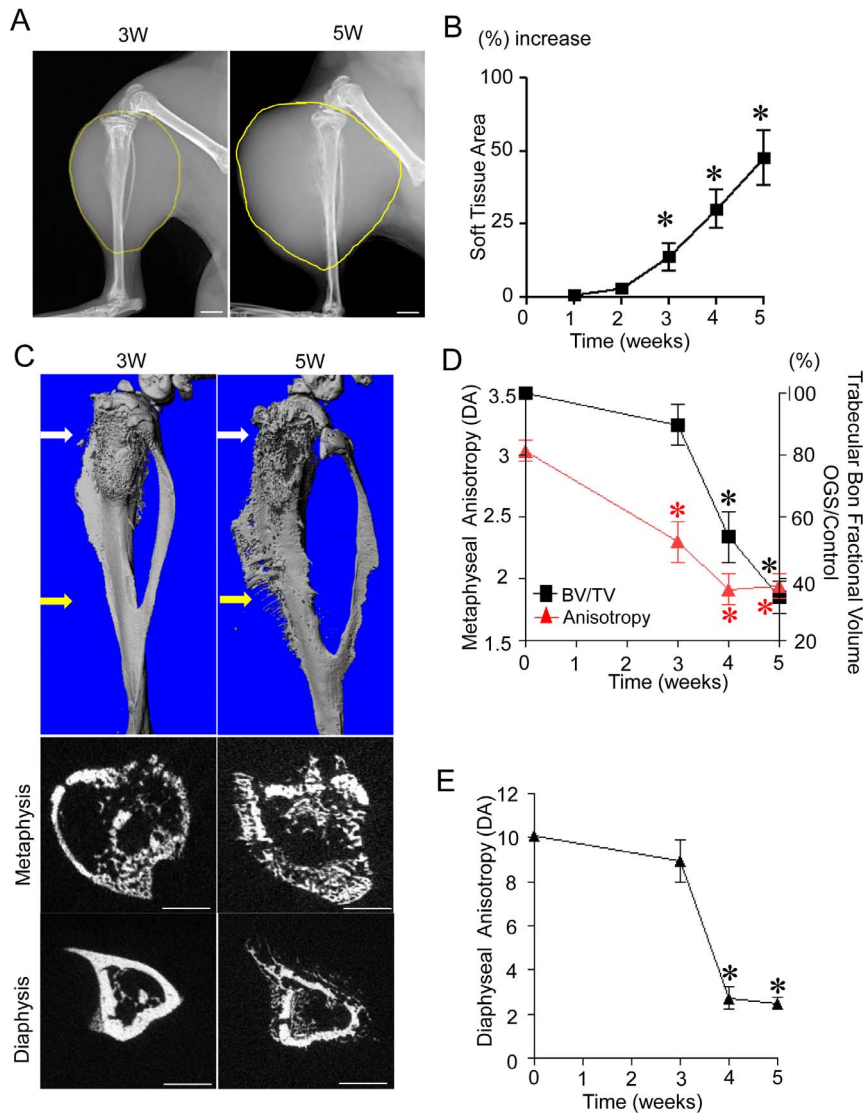 A
3W
5W
B
(%) increase
Soft Tissue Area
100
50
25
0
0
1
2
3
4
5
*
*
*
Time (weeks)
C
3W
5W
Metaphysis
Diaphysis
D
(%)
Metaphyseal Anisotropy (DA)
3.5
3
2.5
2
1.5
100
80
60
40
20
Trabecular Bon Fractional Volume
OGS/Control
*
*
*
*
*
BV/TV
Anisotropy
0
1
2
3
4
5
Time (weeks)
E
Diaphyseal Anisotropy (DA)
12
10
8
6
4
2
0
*
*
0
1
2
3
4
5
Time (weeks)